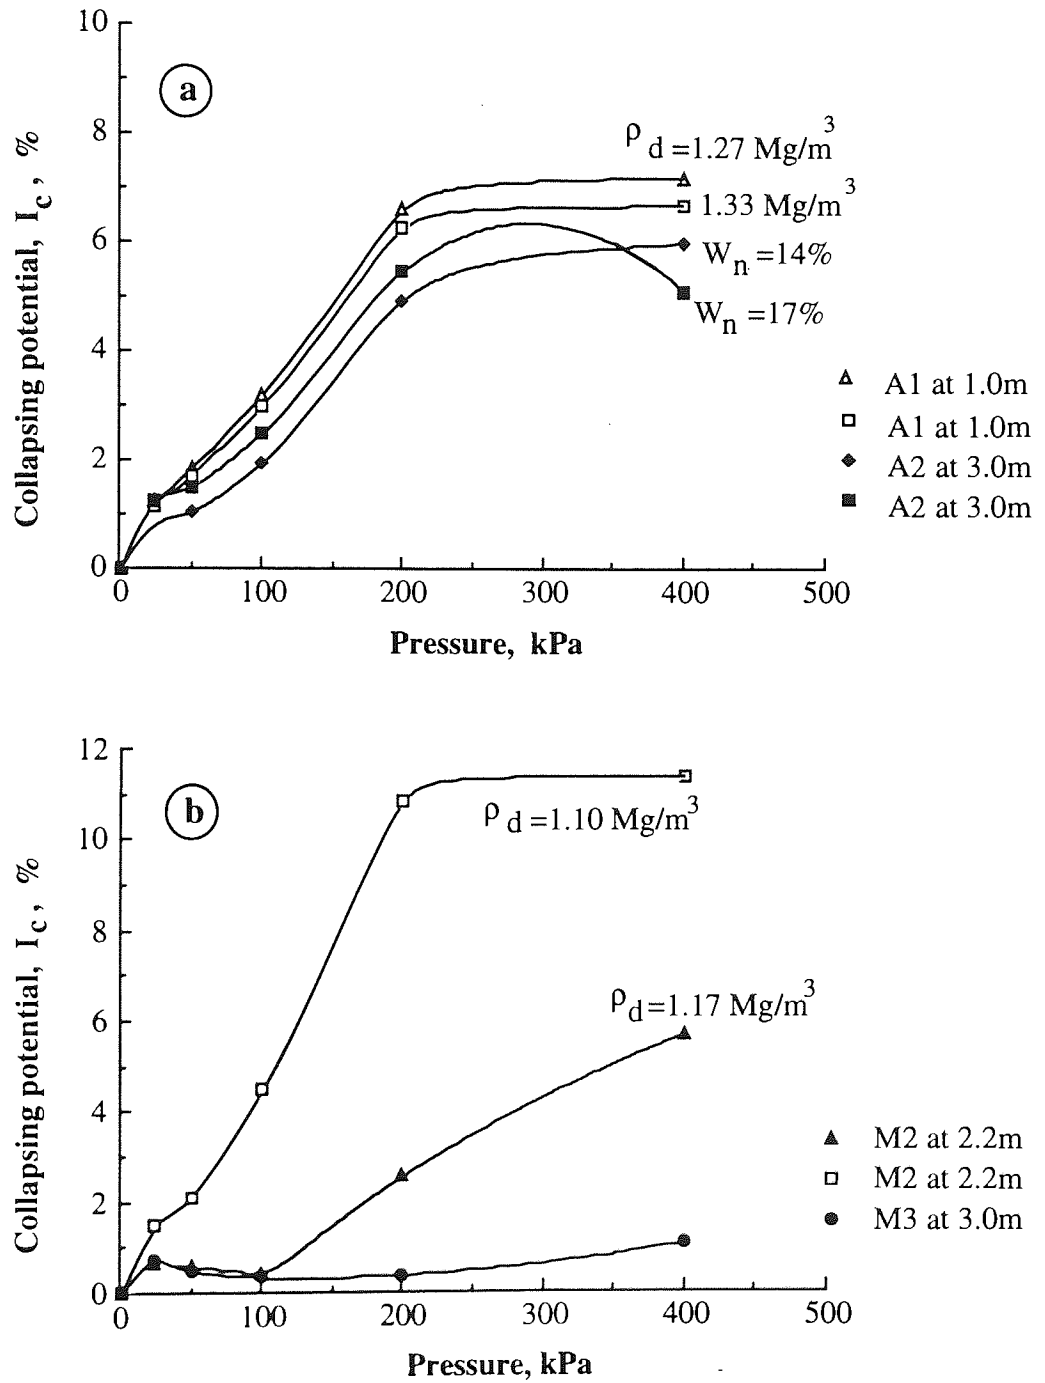 10
a
ρ d =1.27 Mg/m3
8
1.33 Mg/m3
6
Wn =14%
Wn =17%
4
2
0
Collapsing potential, Ic , %
A1 at 1.0m
A1 at 1.0m
A2 at 3.0m
A2 at 3.0m
0 100 200 300 400 500
Pressure, kPa
12
b
ρ d =1.10 Mg/m3
10
8
ρd=1.17 Mg/m3
6
4
2
0
Collapsing potential, Ic , %
M2 at 2.2m
M2 at 2.2m
M3 at 3.0m
0 100 200 300 400 500
Pressure, kPa